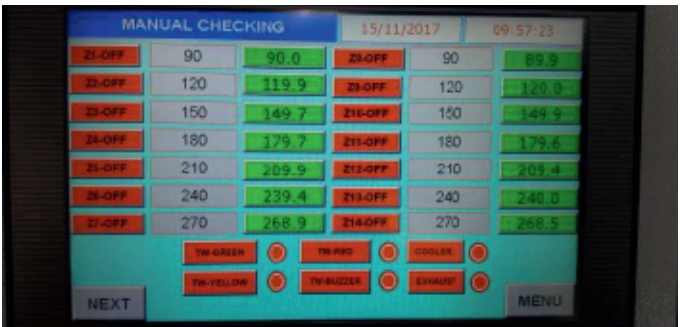 MANUAL CHECKING 15/11/2017 09:57:23
Z1-OFF 90 90.0 Z8-OFF 90 89.9
Z2-OFF 120 119.9 Z9-OFF 120 120.0
Z3-OFF 150 149.7 Z10-OFF 150 149.9
Z4-OFF 180 179.7 Z11-OFF 180 179.6
Z5-OFF 210 209.9 Z12-OFF 210 209.4
Z6-OFF 240 239.4 Z13-OFF 240 240.0
Z7-OFF 270 268.9 Z14-OFF 270 268.5
TW-GREEN TW-RED COOLER
TW-YELLOW TW-BUZZER EXHAUST
NEXT MENU